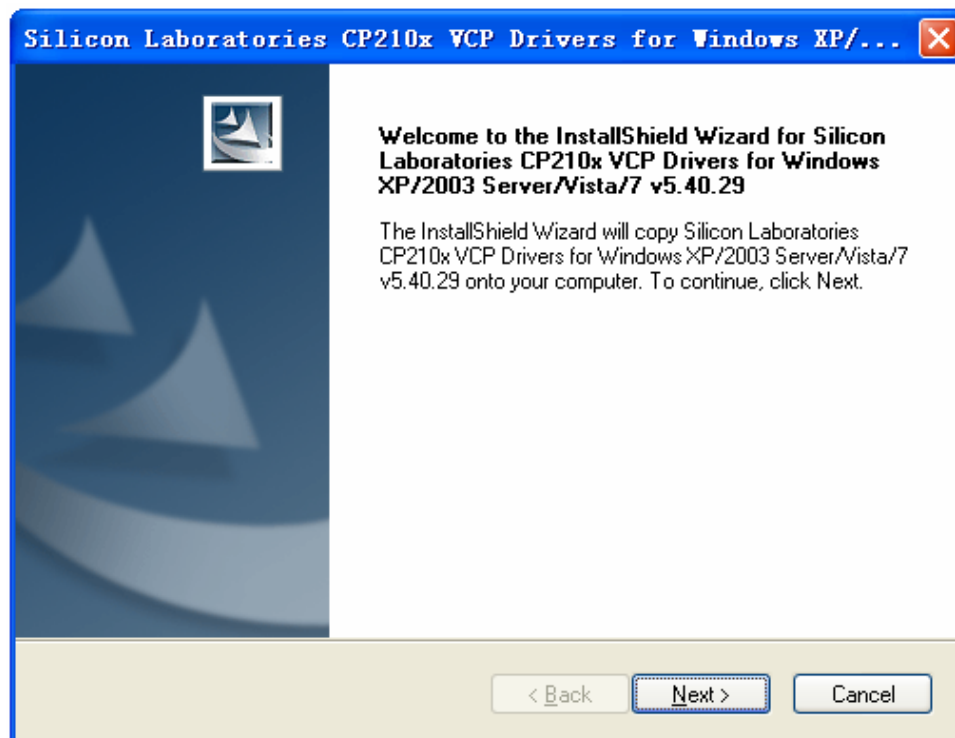 Silicon Laboratories CP210x VCP Drivers for Windows XP/...
Welcome to the InstallShield Wizard for Silicon
Laboratories CP210x VCP Drivers for Windows
XP/2003 Server/Vista/7 v5.40.29
The InstallShield Wizard will copy Silicon Laboratories
CP210x VCP Drivers for Windows XP/2003 Server/Vista/7
v5.40.29 onto your computer. To continue, click Next.
< Back
Next >
Cancel